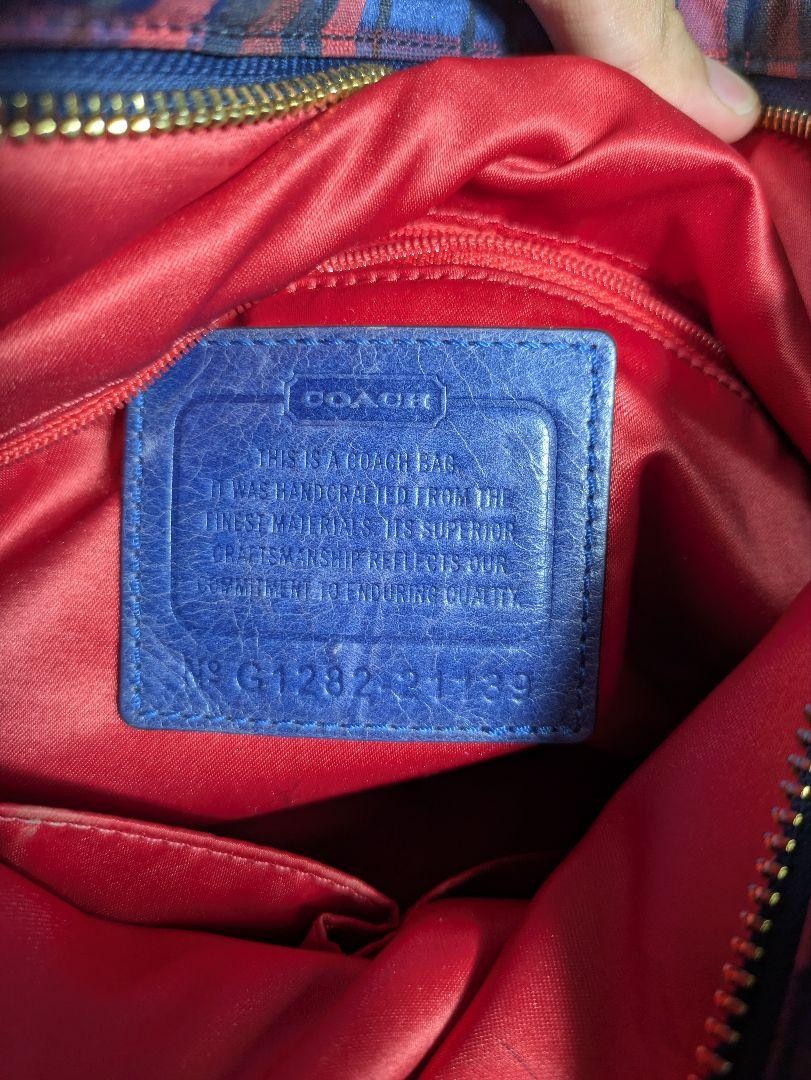 COACH
THIS IS A COACH BAG.
IT WAS HANDCRAFTED FROM THE
FINEST MATERIALS. ITS SUPERIOR
CRAFTSMANSHIP REFLECTS OUR
COMMITMENT TO ENDURING QUALITY.
Nº G1282-21139